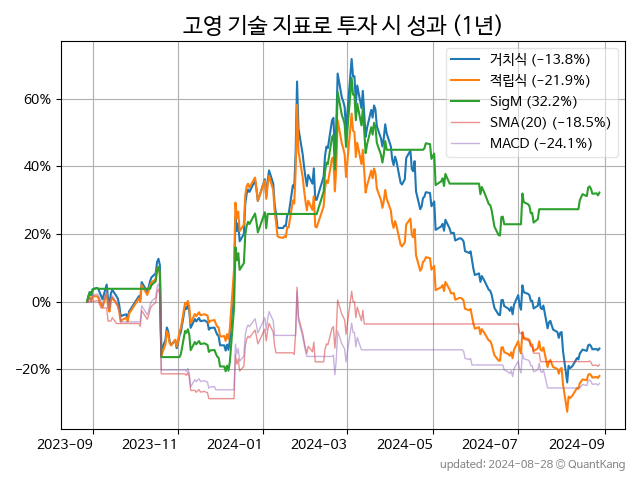 고영 기술 지표로 투자 시 성과 (1년)
거치식 (−13.8%)
적립식 (−21.9%)
SigM (32.2%)
SMA(20) (−18.5%)
MACD (−24.1%)
60%
40%
20%
0%
−20%
2023-09 2023-11 2024-01 2024-03 2024-05 2024-07 2024-09
updated: 2024-08-28 © QuantKang